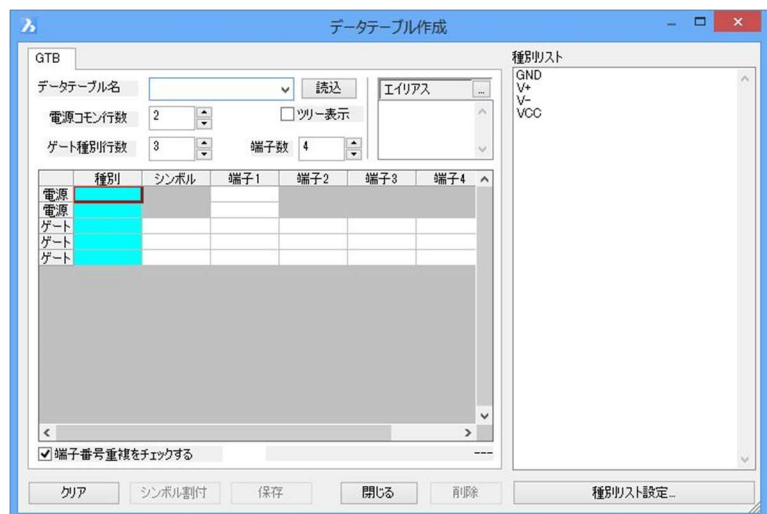 データテーブル作成
GTB
種別リスト
データテーブル名
読込
エイリアス
...
GND
V+
V-
VCC
電源コモン行数 2
ツリー表示
ゲート種別行数 3
端子数 4
種別 シンボル 端子1 端子2 端子3 端子4
電源
電源
ゲート
ゲート
ゲート
端子番号重複をチェックする
---
クリア シンボル割付 保存 閉じる 削除 種別リスト設定...